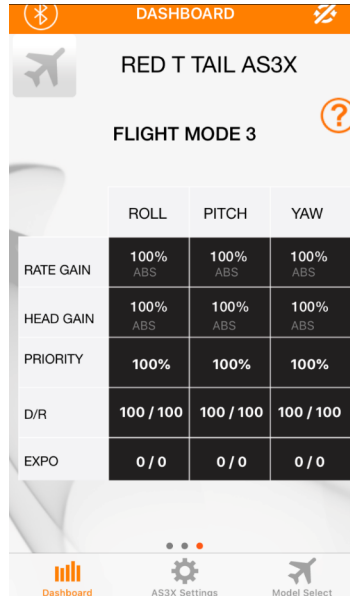 DASHBOARD
RED T TAIL AS3X
?
FLIGHT MODE 3
ROLL PITCH YAW
RATE GAIN 100% ABS 100% ABS 100% ABS
HEAD GAIN 100% ABS 100% ABS 100% ABS
PRIORITY 100% 100% 100%
D/R 100 / 100 100 / 100 100 / 100
EXPO 0 / 0 0 / 0 0 / 0
Dashboard AS3X Settings Model Select